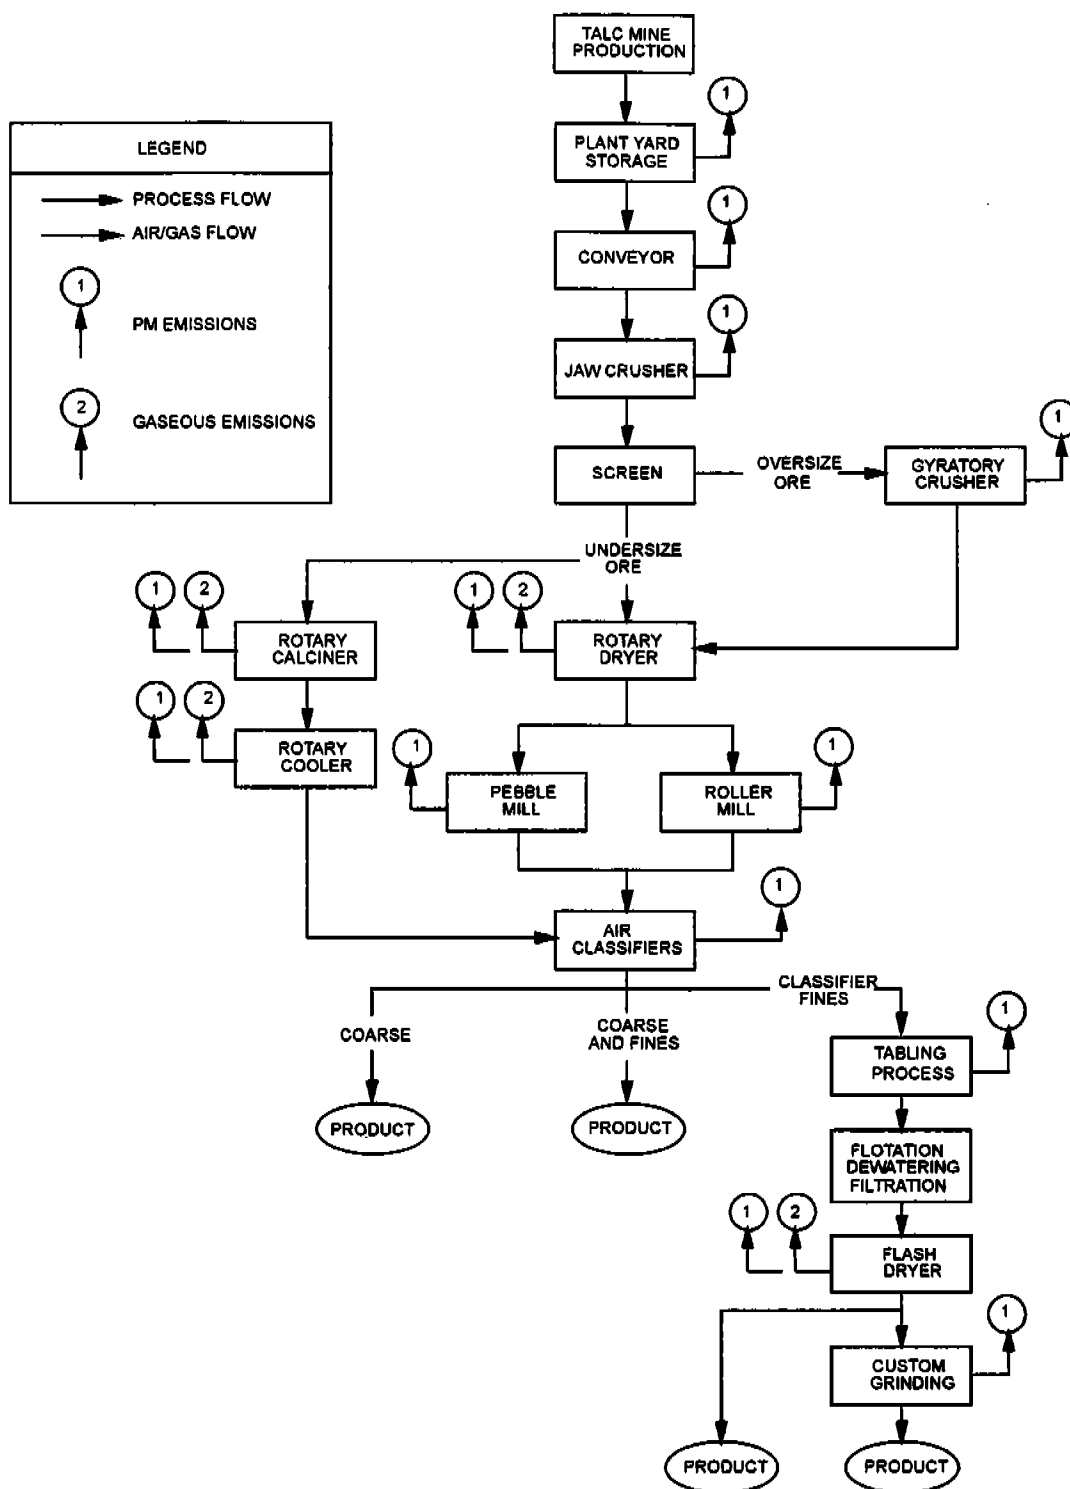 TALC MINE
PRODUCTION
1
PLANT YARD
STORAGE
LEGEND
PROCESS FLOW
AIR/GAS FLOW
1
PM EMISSIONS
2
GASEOUS EMISSIONS
1
CONVEYOR
1
JAW CRUSHER
1
SCREEN
OVERSIZE
ORE
GYRATORY
CRUSHER
UNDERSIZE
ORE
1
2
ROTARY
CALCINER
1
2
ROTARY
DRYER
1
2
ROTARY
COOLER
1
PEBBLE
MILL
1
ROLLER
MILL
1
AIR
CLASSIFIERS
CLASSIFIER
FINES
COARSE
COARSE
AND FINES
1
TABLING
PROCESS
PRODUCT
PRODUCT
FLOTATION
DEWATERING
FILTRATION
1
2
FLASH
DRYER
1
CUSTOM
GRINDING
PRODUCT
PRODUCT